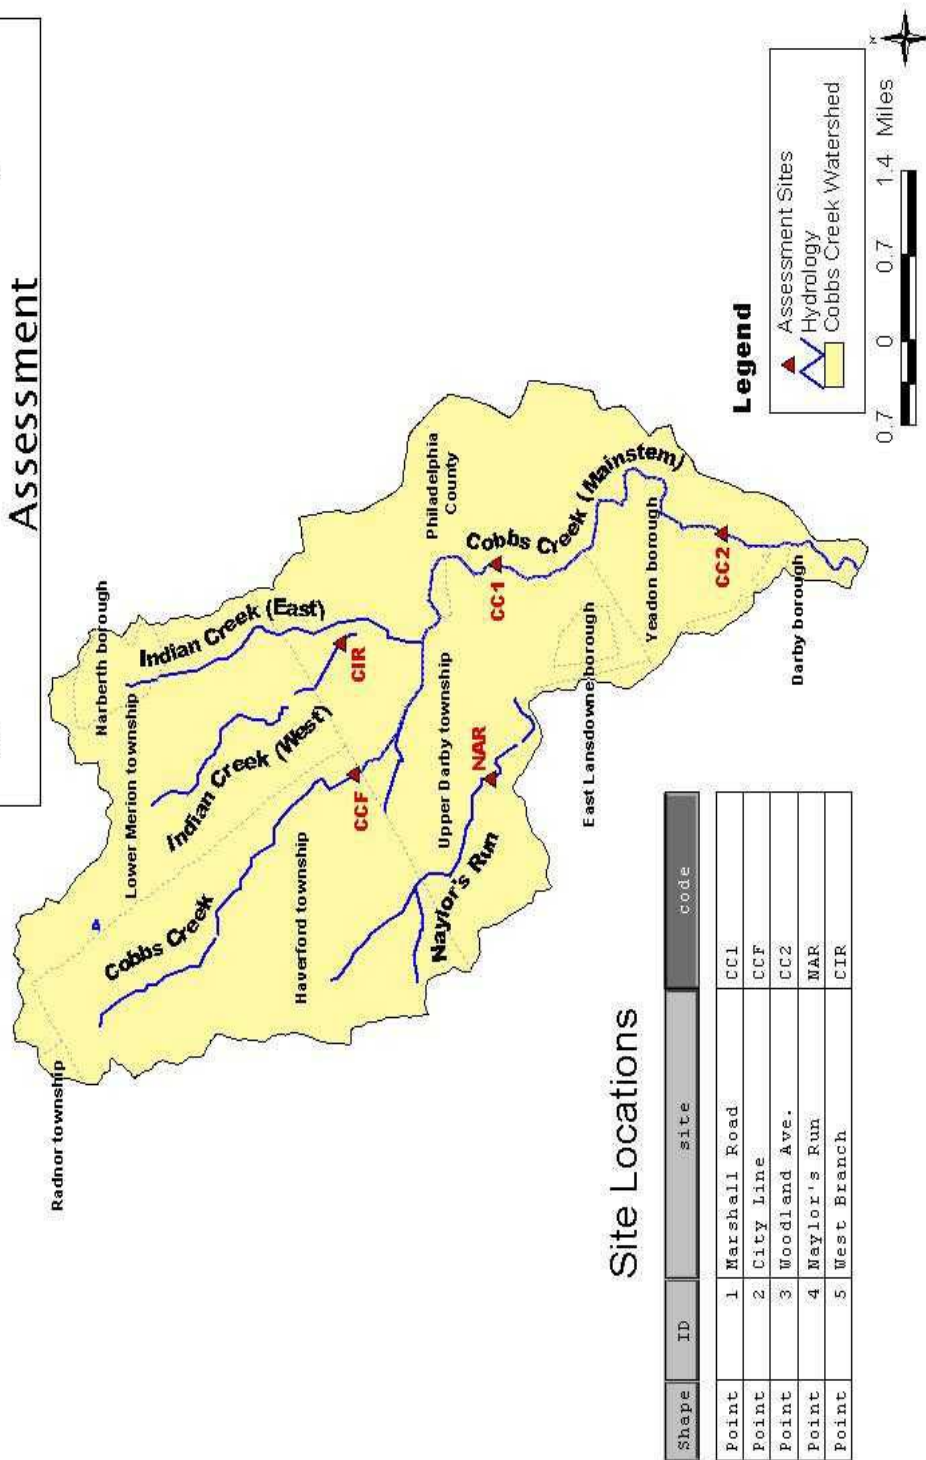 Assessment
Radnor township
Narberth borough
Lower Merion township
Indian Creek (East)
Indian Creek (West)
Cobbs Creek
Haverford township
CIR
CCF
Philadelphia
County
Upper Darby township
Naylor's Run
NAR
CC1
Cobbs Creek (Mainstem)
East Lansdowne borough
Yeadon borough
CC2
Darby borough
Legend
Assessment Sites
Hydrology
Cobbs Creek Watershed
0.7 0 0.7 1.4 Miles
N
Site Locations
Shape ID site code
Point 1 Marshall Road CC1
Point 2 City Line CCF
Point 3 Woodland Ave. CC2
Point 4 Naylor's Run NAR
Point 5 West Branch CIR